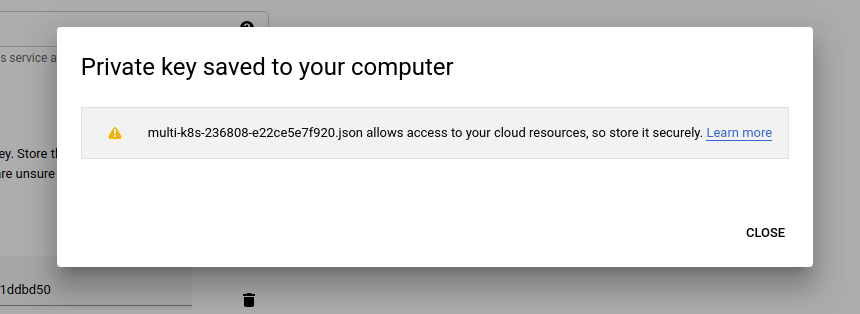 s service a
Private key saved to your computer
multi-k8s-236808-e22ce5e7f920.json allows access to your cloud resources, so store it securely. Learn more
ey. Store
are unsure
CLOSE
1ddbd50